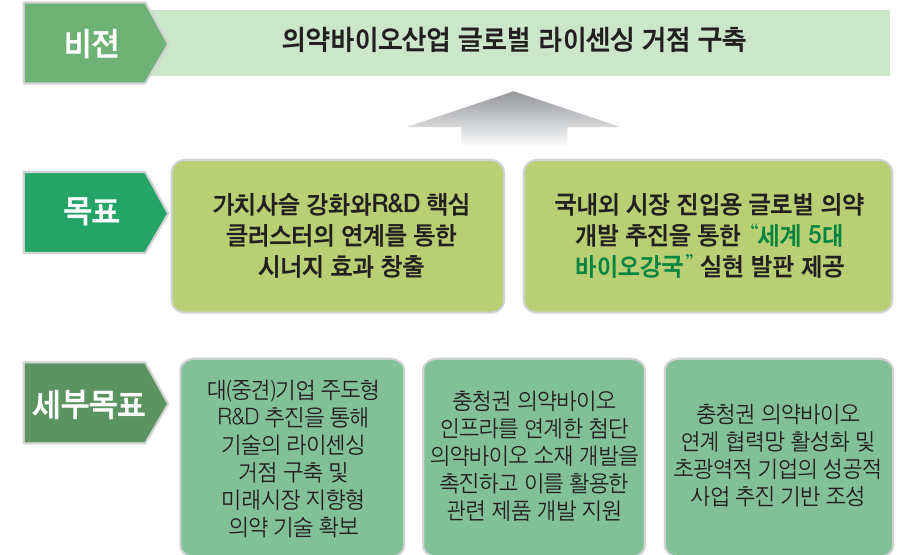 비젼
의약바이오산업 글로벌 라이센싱 거점 구축
목표
가치사슬 강화와R&D 핵심
클러스터의 연계를 통한
시너지 효과 창출
국내외 시장 진입용 글로벌 의약
개발 추진을 통한 “세계 5대
바이오강국” 실현 발판 제공
세부목표
대(중견)기업 주도형
R&D 추진을 통해
기술의 라이센싱
거점 구축 및
미래시장 지향형
의약 기술 확보
충청권 의약바이오
인프라를 연계한 첨단
의약바이오 소재 개발을
촉진하고 이를 활용한
관련 제품 개발 지원
충청권 의약바이오
연계 협력망 활성화 및
초광역적 기업의 성공적
사업 추진 기반 조성